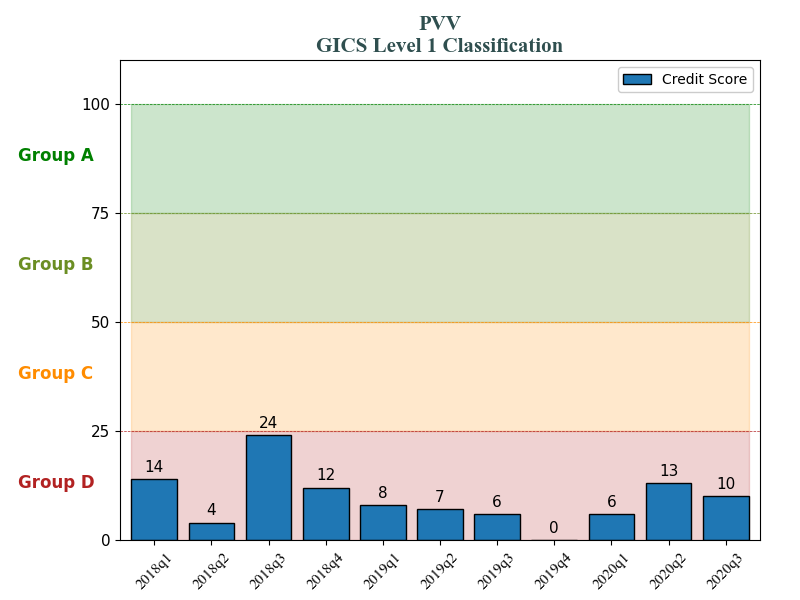 PVV
GICS Level 1 Classification
Credit Score
100
Group A
75
Group B
50
Group C
25
Group D
0
14
4
24
12
8
7
6
0
6
13
10
2018q1
2018q2
2018q3
2018q4
2019q1
2019q2
2019q3
2019q4
2020q1
2020q2
2020q3